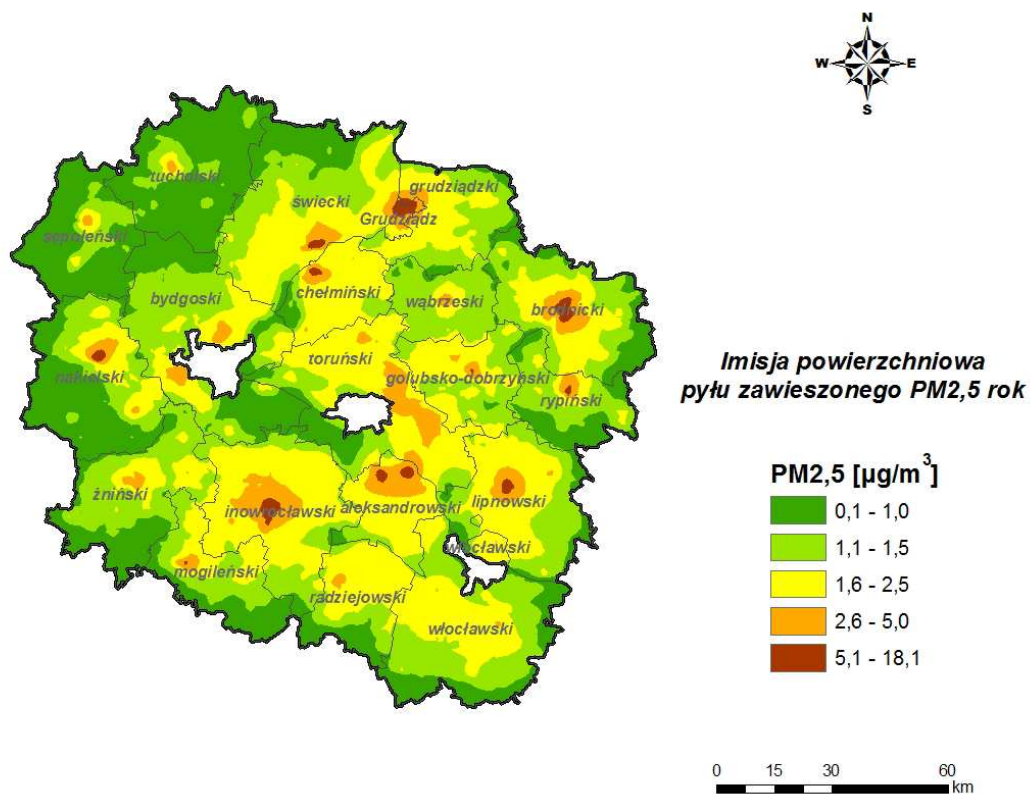 N
W E
S
tucholski
sępoleński
świecki
grudziądzki
Grudziądz
bydgoski
chełmiński
wąbrzeski
brodnicki
nakielski
toruński
golubsko-dobrzyński
rypiński
żniński
inowrocławski
aleksandrowski
lipnowski
włocławski
mogileński
radziejowski
włocławski
Imisja powierzchniowa
pyłu zawieszonego PM2,5 rok
PM2,5 [µg/m³]
0,1 - 1,0
1,1 - 1,5
1,6 - 2,5
2,6 - 5,0
5,1 - 18,1
0 15 30 60
km